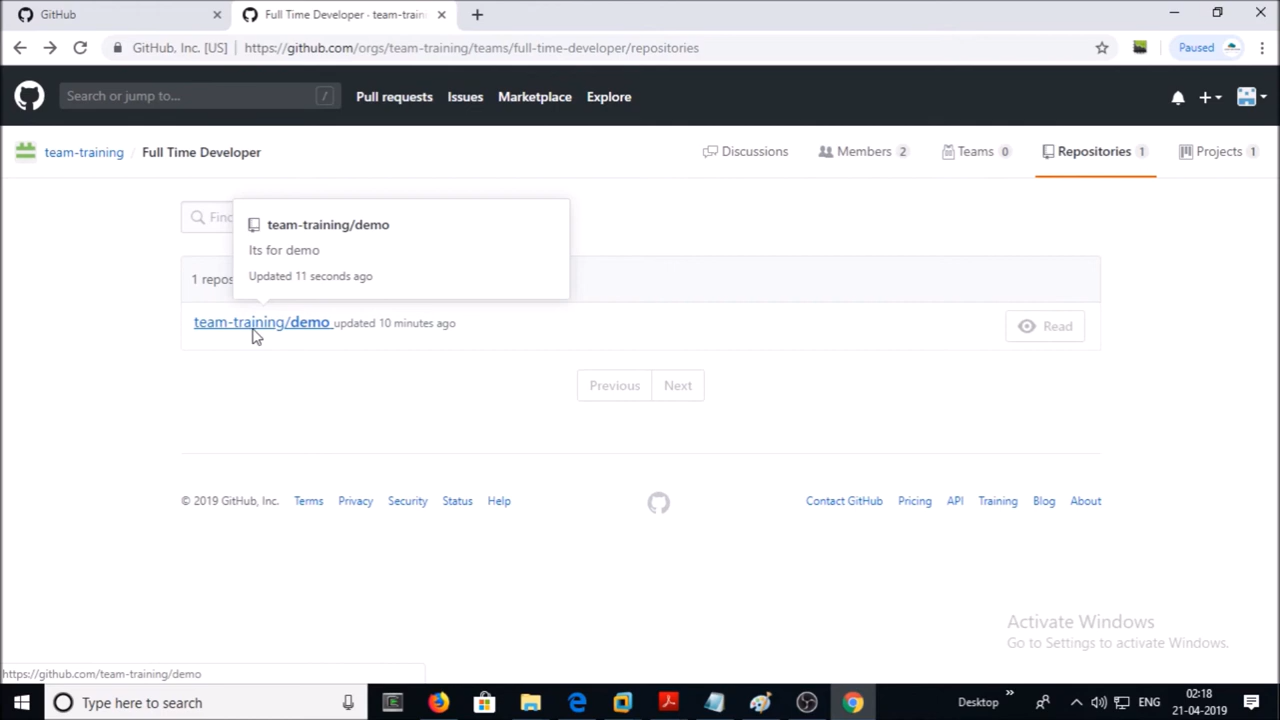 GitHub
Full Time Developer · team-train
GitHub, Inc. [US]
https://github.com/orgs/team-training/teams/full-time-developer/repositories
Paused
Search or jump to...
/
Pull requests
Issues
Marketplace
Explore
team-training / Full Time Developer
Discussions
Members 2
Teams 0
Repositories 1
Projects 1
Find
team-training/demo
Its for demo
Updated 11 seconds ago
1 repos
team-training/demo updated 10 minutes ago
Read
Previous
Next
© 2019 GitHub, Inc.
Terms
Privacy
Security
Status
Help
Contact GitHub
Pricing
API
Training
Blog
About
Activate Windows
Go to Settings to activate Windows.
https://github.com/team-training/demo
Type here to search
Desktop
ENG
02:18
21-04-2019